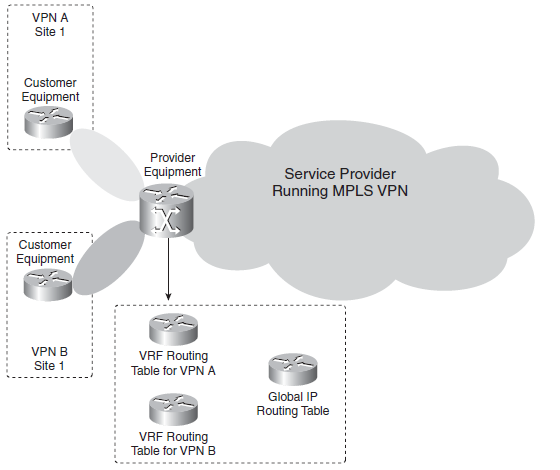 VPN A
Site 1
Customer
Equipment
Provider
Equipment
Service Provider
Running MPLS VPN
Customer
Equipment
VPN B
Site 1
VRF Routing
Table for VPN A
Global IP
Routing Table
VRF Routing
Table for VPN B